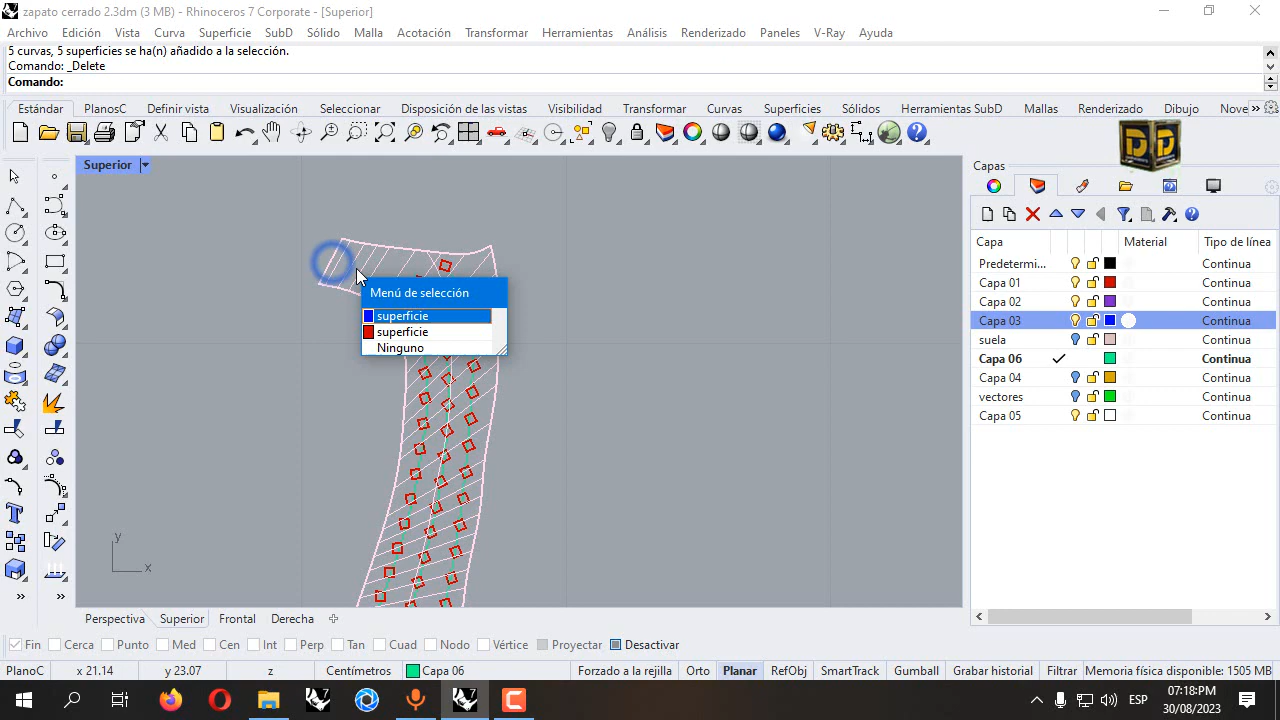 zapato cerrado 2.3dm (3 MB) - Rhinoceros 7 Corporate - [Superior]
Archivo Edición Vista Curva Superficie SubD Sólido Malla Acotación Transformar Herramientas Análisis Renderizado Paneles V-Ray Ayuda
5 curvas, 5 superficies se ha(n) añadido a la selección.
Comando: _Delete
Comando:
Estándar PlanosC Definir vista Visualización Seleccionar Disposición de las vistas Visibilidad Transformar Curvas Superficies Sólidos Herramientas SubD Mallas Renderizado Dibujo Nove »
Superior
Capas
Capa Material Tipo de línea
Predetermi... Continua
Capa 01 Continua
Capa 02 Continua
Capa 03 Continua
suela Continua
Capa 06 Continua
Capa 04 Continua
vectores Continua
Capa 05 Continua
Menú de selección
superficie
superficie
Ninguno
y
x
» »
Perspectiva Superior Frontal Derecha
Fin Cerca Punto Med Cen Int Perp Tan Cuad Nodo Vértice Proyectar Desactivar
PlanoC x 21.14 y 23.07 z Centímetros Capa 06 Forzado a la rejilla Orto Planar RefObj SmartTrack Gumball Grabar historial Filtrar Memoria física disponible: 1505 MB
ESP 07:18PM
30/08/2023